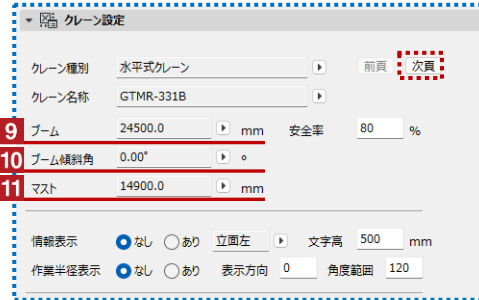 クレーン設定
クレーン種別 水平式クレーン 前頁 次頁
クレーン名称 GTMR-331B
9 ブーム 24500.0 mm 安全率 80 %
10 ブーム傾斜角 0.00° °
11 マスト 14900.0 mm
情報表示 なし あり 立面左 文字高 500 mm
作業半径表示 なし あり 表示方向 0 角度範囲 120